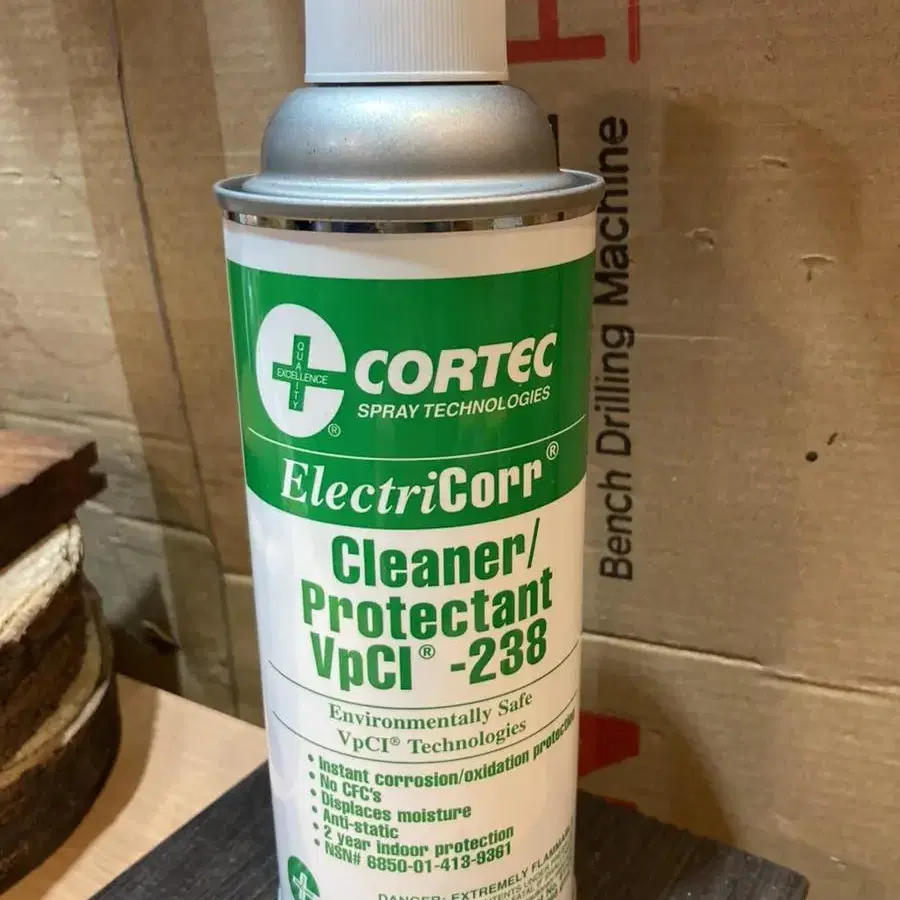 QUALITY
EXCELLENCE
®
CORTEC
SPRAY TECHNOLOGIES
ElectriCorr®
Cleaner/
Protectant
VpCI® -238
Environmentally Safe
VpCI® Technologies
• Instant corrosion/oxidation protection
• No CFC's
• Displaces moisture
• Anti-static
• 2 year indoor protection
• NSN# 6850-01-413-9361
DANGER: EXTREMELY FLAMMABLE
Bench Drilling Machine